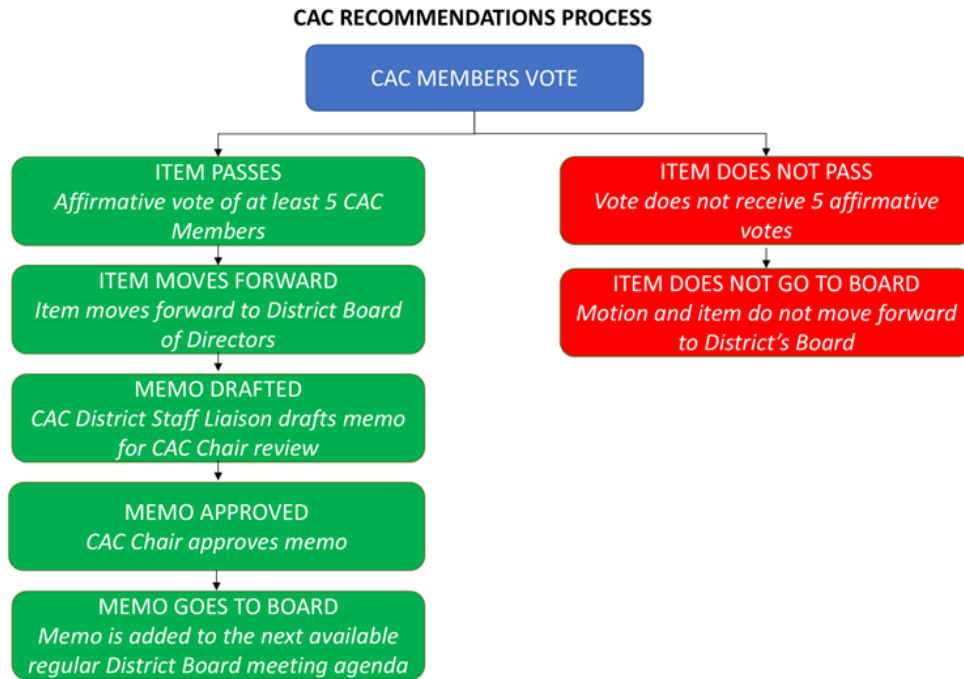 CAC RECOMMENDATIONS PROCESS
CAC MEMBERS VOTE
ITEM PASSES
Affirmative vote of at least 5 CAC
Members
ITEM MOVES FORWARD
Item moves forward to District Board
of Directors
MEMO DRAFTED
CAC District Staff Liaison drafts memo
for CAC Chair review
MEMO APPROVED
CAC Chair approves memo
MEMO GOES TO BOARD
Memo is added to the next available
regular District Board meeting agenda
ITEM DOES NOT PASS
Vote does not receive 5 affirmative
votes
ITEM DOES NOT GO TO BOARD
Motion and item do not move forward
to District’s Board